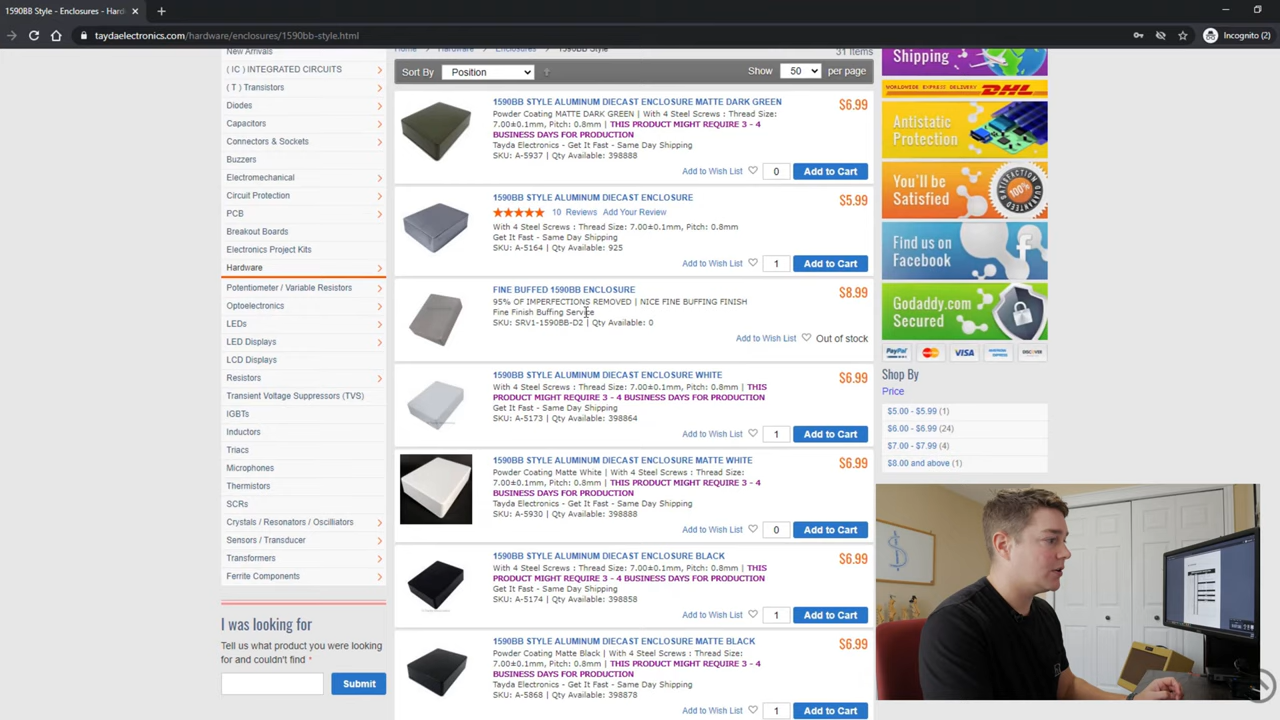 1590BB Style - Enclosures - Har
Incognito (2)
taydaelectronics.com/hardware/enclosures/1590bb-style.html
New Arrivals
( IC ) INTEGRATED CIRCUITS
( T ) Transistors
Diodes
Capacitors
Connectors & Sockets
Buzzers
Electromechanical
Circuit Protection
PCB
Breakout Boards
Electronics Project Kits
Hardware
Potentiometer / Variable Resistors
Optoelectronics
LEDs
LED Displays
LCD Displays
Resistors
Transient Voltage Suppressors (TVS)
IGBTs
Inductors
Triacs
Microphones
Thermistors
SCRs
Crystals / Resonators / Oscilliators
Sensors / Transducer
Transformers
Ferrite Components
I was looking for
Tell us what product you were looking
for and couldn't find *
Submit
Home Hardware Enclosures 1590BB Style
31 Items
Sort By Position
Show 50 per page
1590BB STYLE ALUMINUM DIECAST ENCLOSURE MATTE DARK GREEN $6.99
Powder Coating MATTE DARK GREEN | With 4 Steel Screws : Thread Size:
7.00±0.1mm, Pitch: 0.8mm | THIS PRODUCT MIGHT REQUIRE 3 - 4
BUSINESS DAYS FOR PRODUCTION
Tayda Electronics - Get It Fast - Same Day Shipping
SKU: A-5937 | Qty Available: 398888
Add to Wish List 0 Add to Cart
1590BB STYLE ALUMINUM DIECAST ENCLOSURE $5.99
10 Reviews Add Your Review
With 4 Steel Screws : Thread Size: 7.00±0.1mm, Pitch: 0.8mm
Get It Fast - Same Day Shipping
SKU: A-5164 | Qty Available: 925
Add to Wish List 1 Add to Cart
FINE BUFFED 1590BB ENCLOSURE $8.99
95% OF IMPERFECTIONS REMOVED | NICE FINE BUFFING FINISH
Fine Finish Buffing Service
SKU: SRV1-1590BB-D2 | Qty Available: 0
Add to Wish List Out of stock
1590BB STYLE ALUMINUM DIECAST ENCLOSURE WHITE $6.99
With 4 Steel Screws : Thread Size: 7.00±0.1mm, Pitch: 0.8mm | THIS
PRODUCT MIGHT REQUIRE 3 - 4 BUSINESS DAYS FOR PRODUCTION
Get It Fast - Same Day Shipping
SKU: A-5173 | Qty Available: 398864
Add to Wish List 1 Add to Cart
1590BB STYLE ALUMINUM DIECAST ENCLOSURE MATTE WHITE $6.99
Powder Coating Matte White | With 4 Steel Screws : Thread Size:
7.00±0.1mm, Pitch: 0.8mm | THIS PRODUCT MIGHT REQUIRE 3 - 4
BUSINESS DAYS FOR PRODUCTION
Tayda Electronics - Get It Fast - Same Day Shipping
SKU: A-5930 | Qty Available: 398888
Add to Wish List 0 Add to Cart
1590BB STYLE ALUMINUM DIECAST ENCLOSURE BLACK $6.99
With 4 Steel Screws : Thread Size: 7.00±0.1mm, Pitch: 0.8mm | THIS
PRODUCT MIGHT REQUIRE 3 - 4 BUSINESS DAYS FOR PRODUCTION
Get It Fast - Same Day Shipping
SKU: A-5174 | Qty Available: 398858
Add to Wish List 1 Add to Cart
1590BB STYLE ALUMINUM DIECAST ENCLOSURE MATTE BLACK $6.99
Powder Coating Matte Black | With 4 Steel Screws : Thread Size:
7.00±0.1mm, Pitch: 0.8mm | THIS PRODUCT MIGHT REQUIRE 3 - 4
BUSINESS DAYS FOR PRODUCTION
Tayda Electronics - Get It Fast - Same Day Shipping
SKU: A-5868 | Qty Available: 398878
Add to Wish List 1 Add to Cart
Shipping
WORLDWIDE EXPRESS DELIVERY DHL
Antistatic
Protection
You'll be
Satisfied
100%
Find us on
Facebook
Godaddy.com
Secured
PayPal VISA DISCOVER
Shop By
Price
$5.00 - $5.99 (1)
$6.00 - $6.99 (24)
$7.00 - $7.99 (4)
$8.00 and above (1)
$